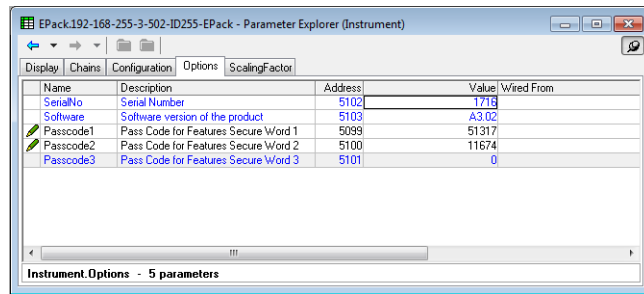 EPack.192-168-255-3-502-ID255-EPack - Parameter Explorer (Instrument)
Display Chains Configuration Options ScalingFactor
Name Description Address Value Wired From
SerialNo Serial Number 5102 1716
Software Software version of the product 5103 A3.02
Passcode1 Pass Code for Features Secure Word 1 5099 51317
Passcode2 Pass Code for Features Secure Word 2 5100 11674
Passcode3 Pass Code for Features Secure Word 3 5101 0
Instrument.Options - 5 parameters